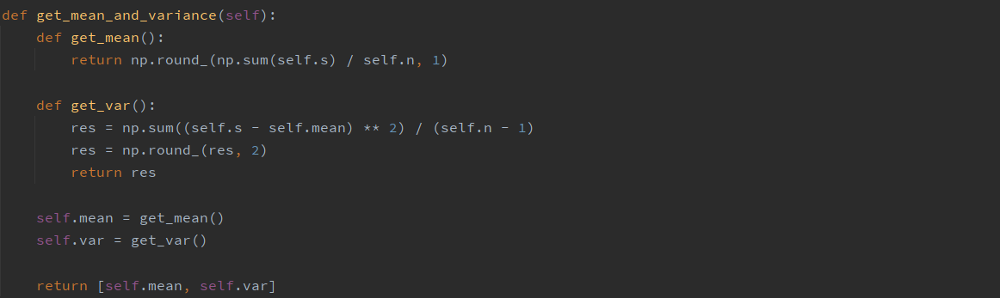 def get_mean_and_variance(self):
    def get_mean():
        return np.round_(np.sum(self.s) / self.n, 1)

    def get_var():
        res = np.sum((self.s - self.mean) ** 2) / (self.n - 1)
        res = np.round_(res, 2)
        return res

    self.mean = get_mean()
    self.var = get_var()

    return [self.mean, self.var]